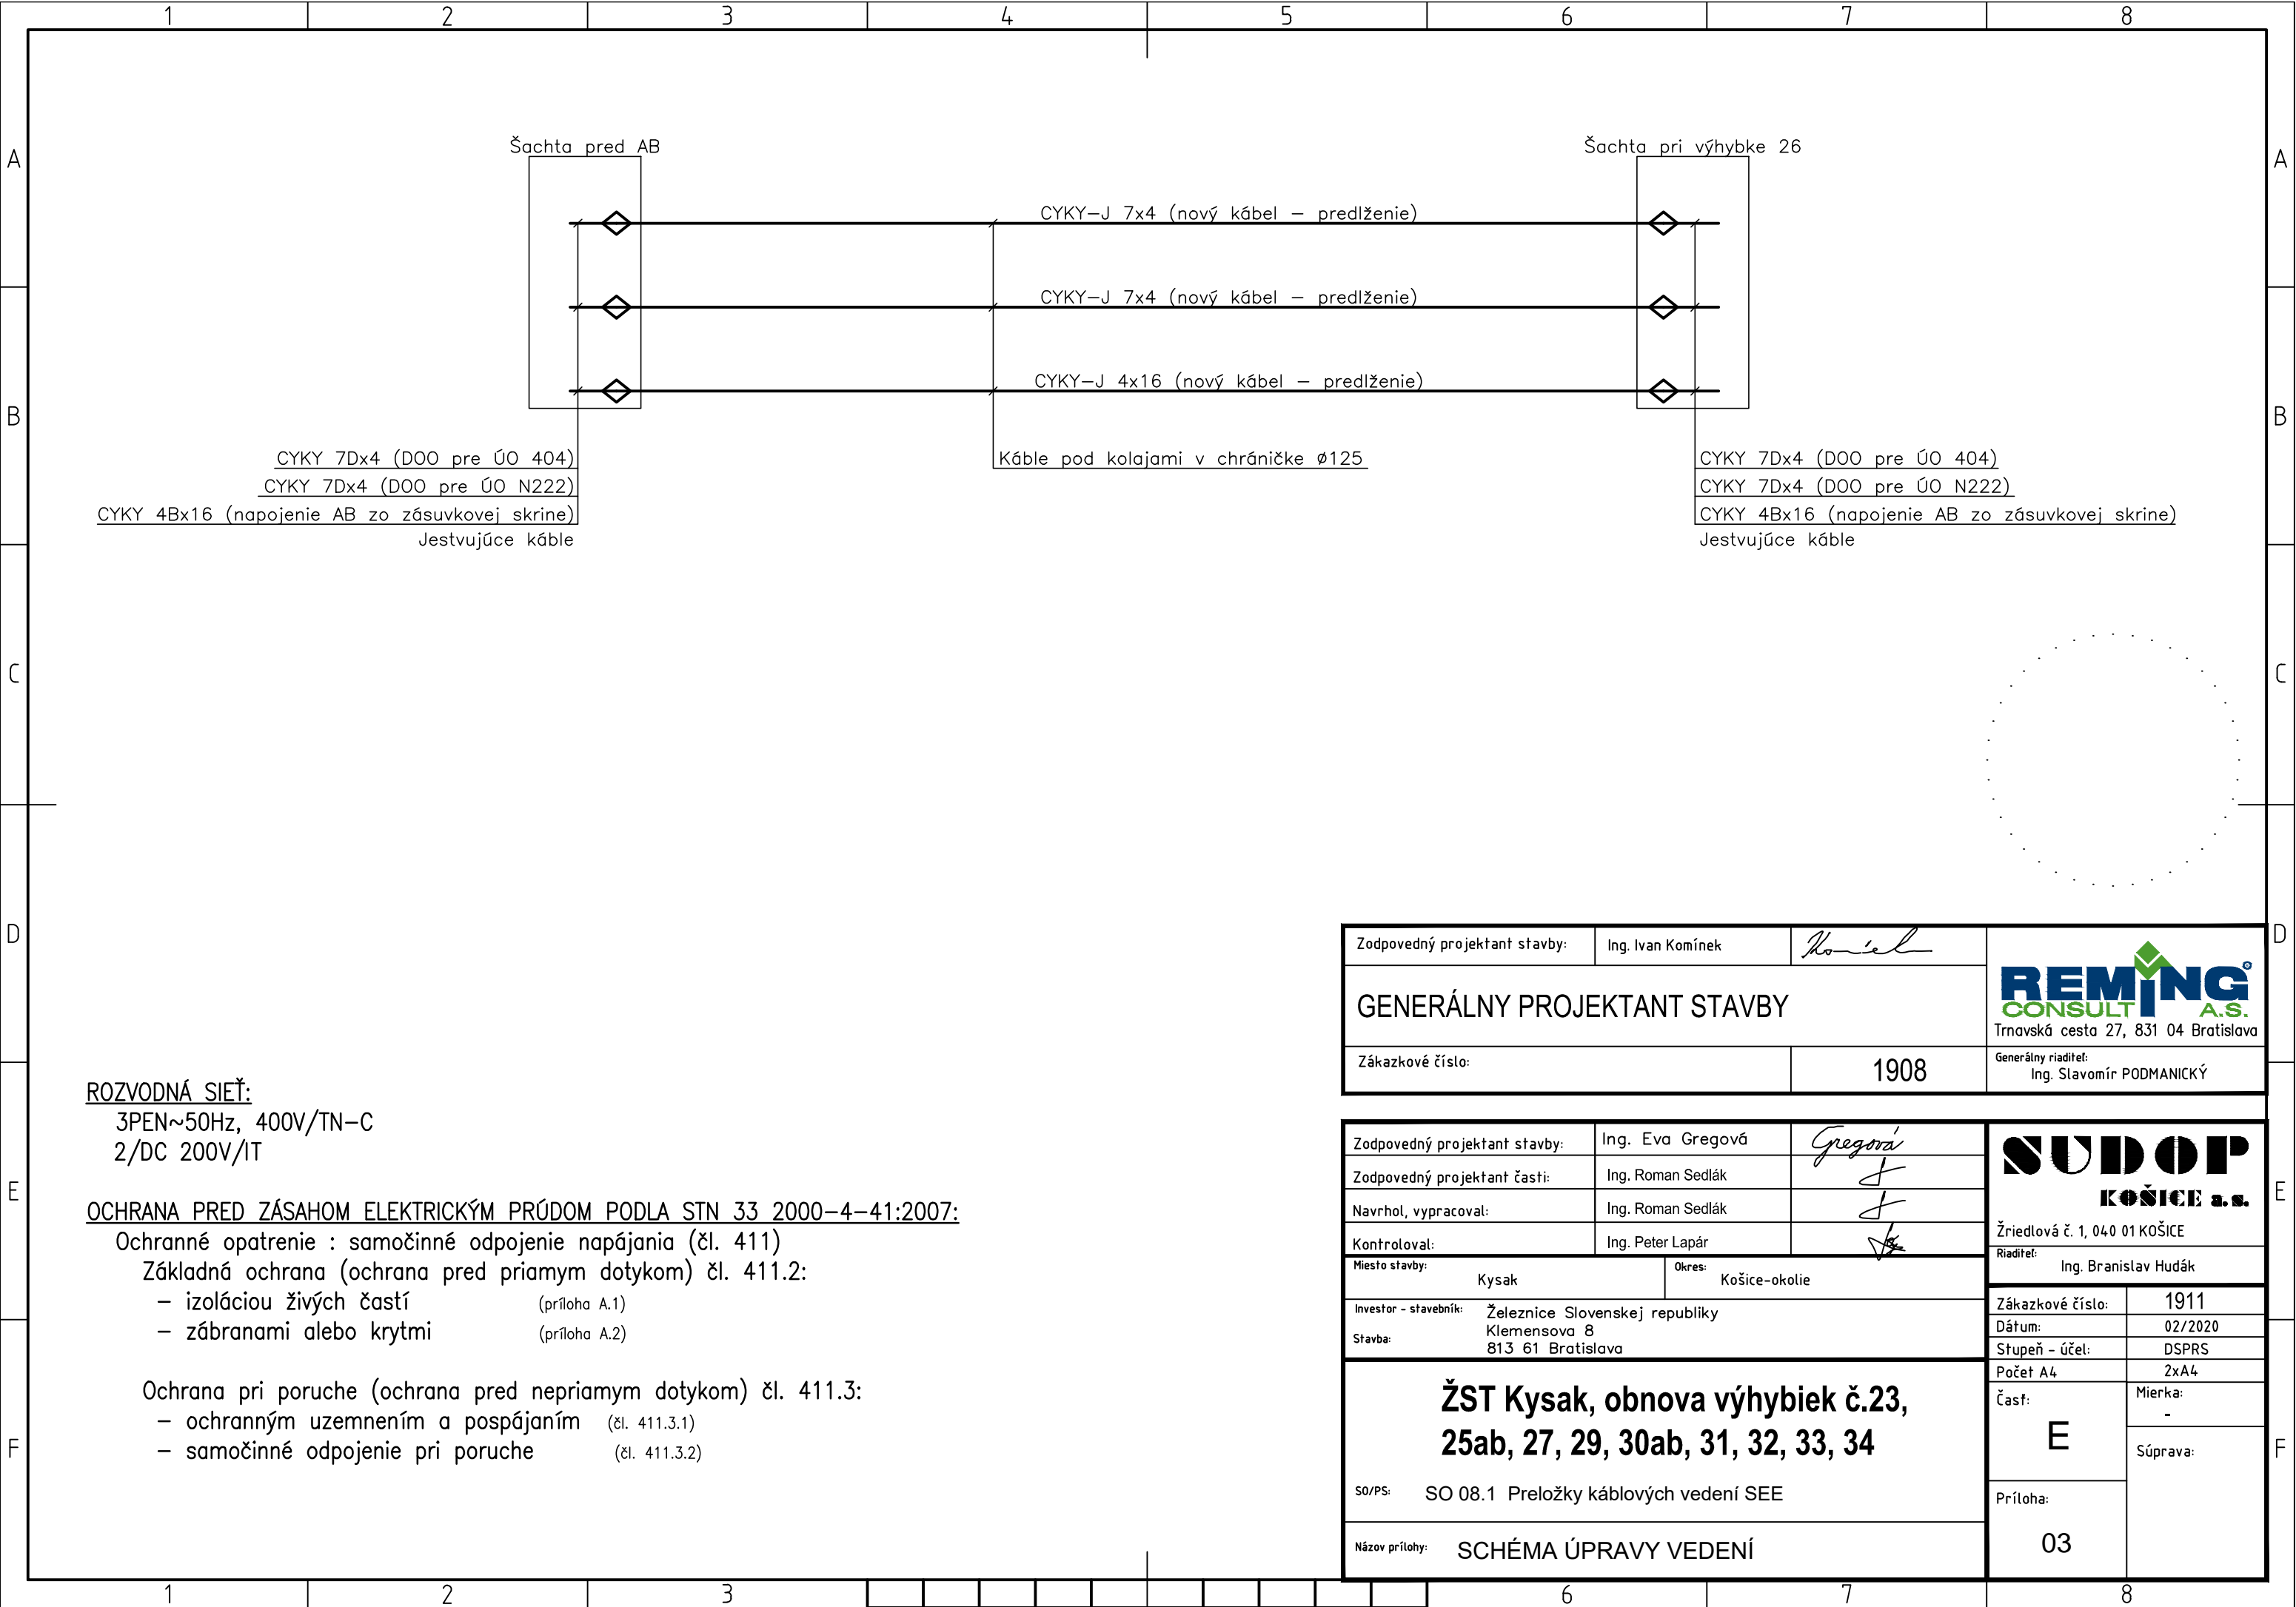 1 2 3 4 5 6 7 8
A A
B B
C C
D D
E E
F F
Šachta pred AB
Šachta pri výhybke 26
CYKY-J 7x4 (nový kábel – predlženie)
CYKY-J 7x4 (nový kábel – predlženie)
CYKY-J 4x16 (nový kábel – predlženie)
CYKY 7Dx4 (DOO pre ÚO 404)
CYKY 7Dx4 (DOO pre ÚO N222)
CYKY 4Bx16 (napojenie AB zo zásuvkovej skrine)
Jestvujúce káble
Káble pod kolajami v chráničke Ø125
CYKY 7Dx4 (DOO pre ÚO 404)
CYKY 7Dx4 (DOO pre ÚO N222)
CYKY 4Bx16 (napojenie AB zo zásuvkovej skrine)
Jestvujúce káble
ROZVODNÁ SIEŤ:
3PEN~50Hz, 400V/TN-C
2/DC 200V/IT
OCHRANA PRED ZÁSAHOM ELEKTRICKÝM PRÚDOM PODLA STN 33 2000-4-41:2007:
Ochranné opatrenie : samočinné odpojenie napájania (čl. 411)
Základná ochrana (ochrana pred priamym dotykom) čl. 411.2:
– izoláciou živých častí (príloha A.1)
– zábranami alebo krytmi (príloha A.2)
Ochrana pri poruche (ochrana pred nepriamym dotykom) čl. 411.3:
– ochranným uzemnením a pospájaním (čl. 411.3.1)
– samočinné odpojenie pri poruche (čl. 411.3.2)
Zodpovedný projektant stavby: Ing. Ivan Komínek
GENERÁLNY PROJEKTANT STAVBY
Zákazkové číslo: 1908
REMING
CONSULT A.S.
Trnavská cesta 27, 831 04 Bratislava
Generálny riaditeľ:
Ing. Slavomír PODMANICKÝ
Zodpovedný projektant stavby: Ing. Eva Gregová Gregová
Zodpovedný projektant časti: Ing. Roman Sedlák
Navrhol, vypracoval: Ing. Roman Sedlák
Kontroloval: Ing. Peter Lapár
Miesto stavby: Kysak
Okres: Košice-okolie
Investor - stavebník: Železnice Slovenskej republiky
Klemensova 8
Stavba: 813 61 Bratislava
ŽST Kysak, obnova výhybiek č.23,
25ab, 27, 29, 30ab, 31, 32, 33, 34
SO/PS: SO 08.1 Preložky káblových vedení SEE
Názov prílohy: SCHÉMA ÚPRAVY VEDENÍ
SUDOP
KOŠICE a.s.
Žriedlová č. 1, 040 01 KOŠICE
Riaditeľ:
Ing. Branislav Hudák
Zákazkové číslo: 1911
Dátum: 02/2020
Stupeň - účel: DSPRS
Počet A4 2xA4
Časť: E
Mierka: -
Súprava:
Príloha: 03
1 2 3 6 7 8